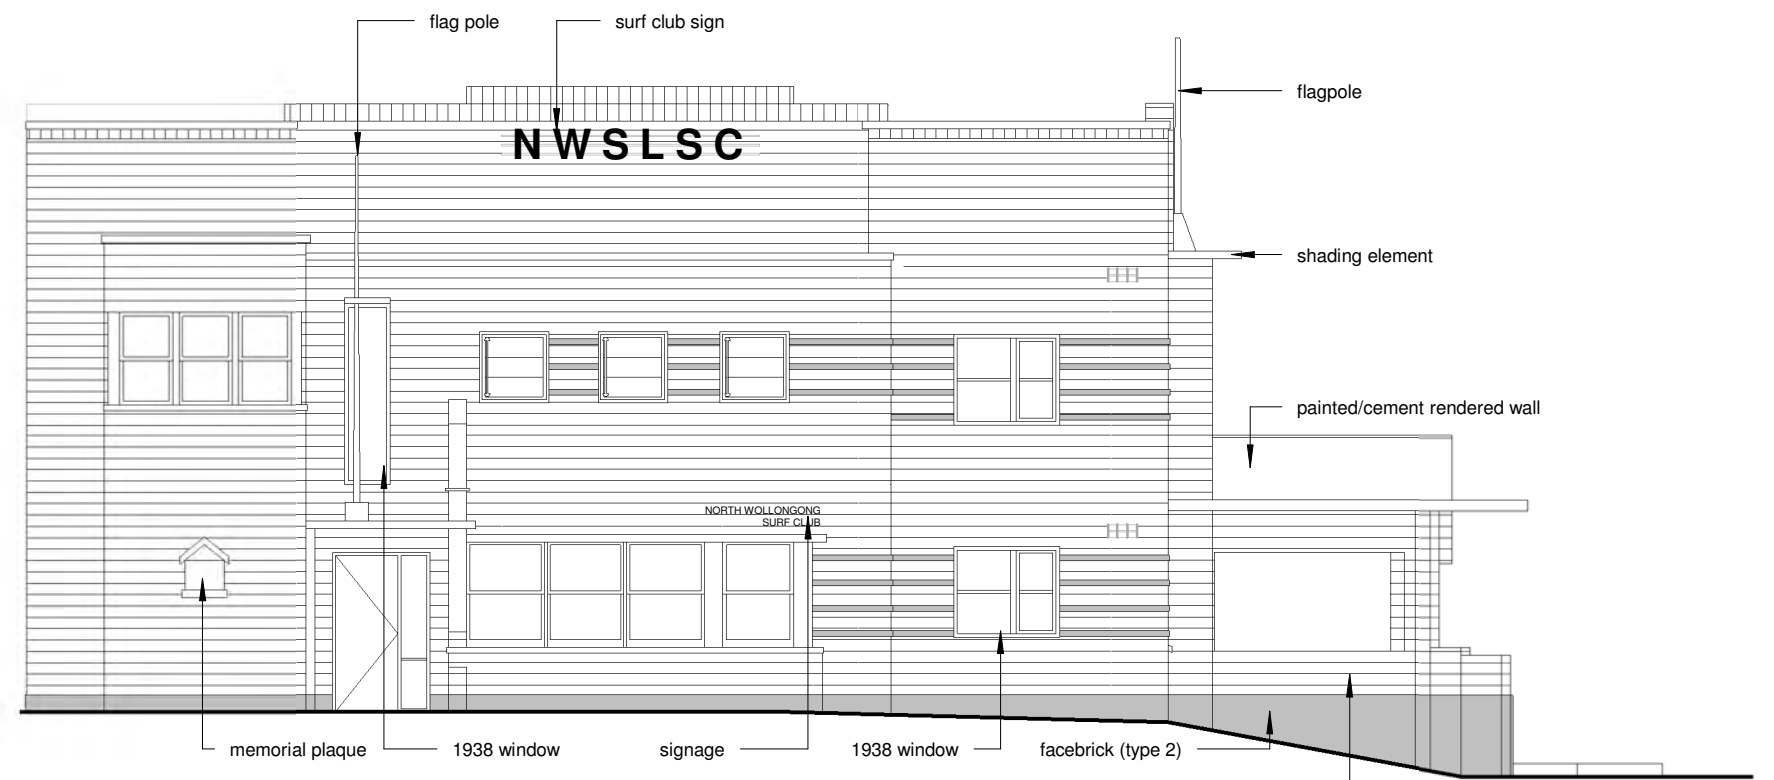 flag pole
surf club sign
flagpole
NWSLSC
shading element
painted/cement rendered wall
NORTH WOLLONGONG
SURF CLUB
memorial plaque
1938 window
signage
1938 window
facebrick (type 2)